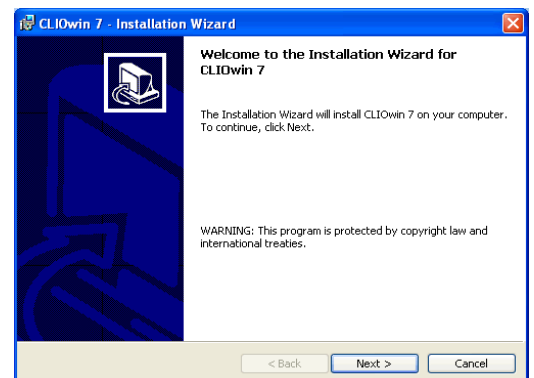 CLIOwin 7 - Installation Wizard
Welcome to the Installation Wizard for
CLIOwin 7
The Installation Wizard will install CLIOwin 7 on your computer.
To continue, click Next.
WARNING: This program is protected by copyright law and
international treaties.
< Back
Next >
Cancel